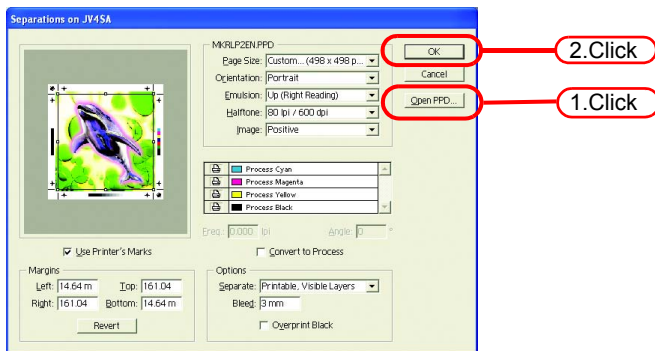 Separations on JV4SA
MKRLP2EN.PPD
Page Size: Custom... (498 x 498 p...
Orientation: Portrait
Emulsion: Up (Right Reading)
Halftone: 80 lpi / 600 dpi
Image: Positive
OK
Cancel
Open PPD...
2.Click
1.Click
Process Cyan
Process Magenta
Process Yellow
Process Black
Freq.: 0.000 lpi Angle: 0 °
Use Printer's Marks
Convert to Process
Margins
Left: 14.64 m Top: 161.04
Right: 161.04 Bottom: 14.64 m
Revert
Options
Separate: Printable, Visible Layers
Bleed: 3 mm
Overprint Black